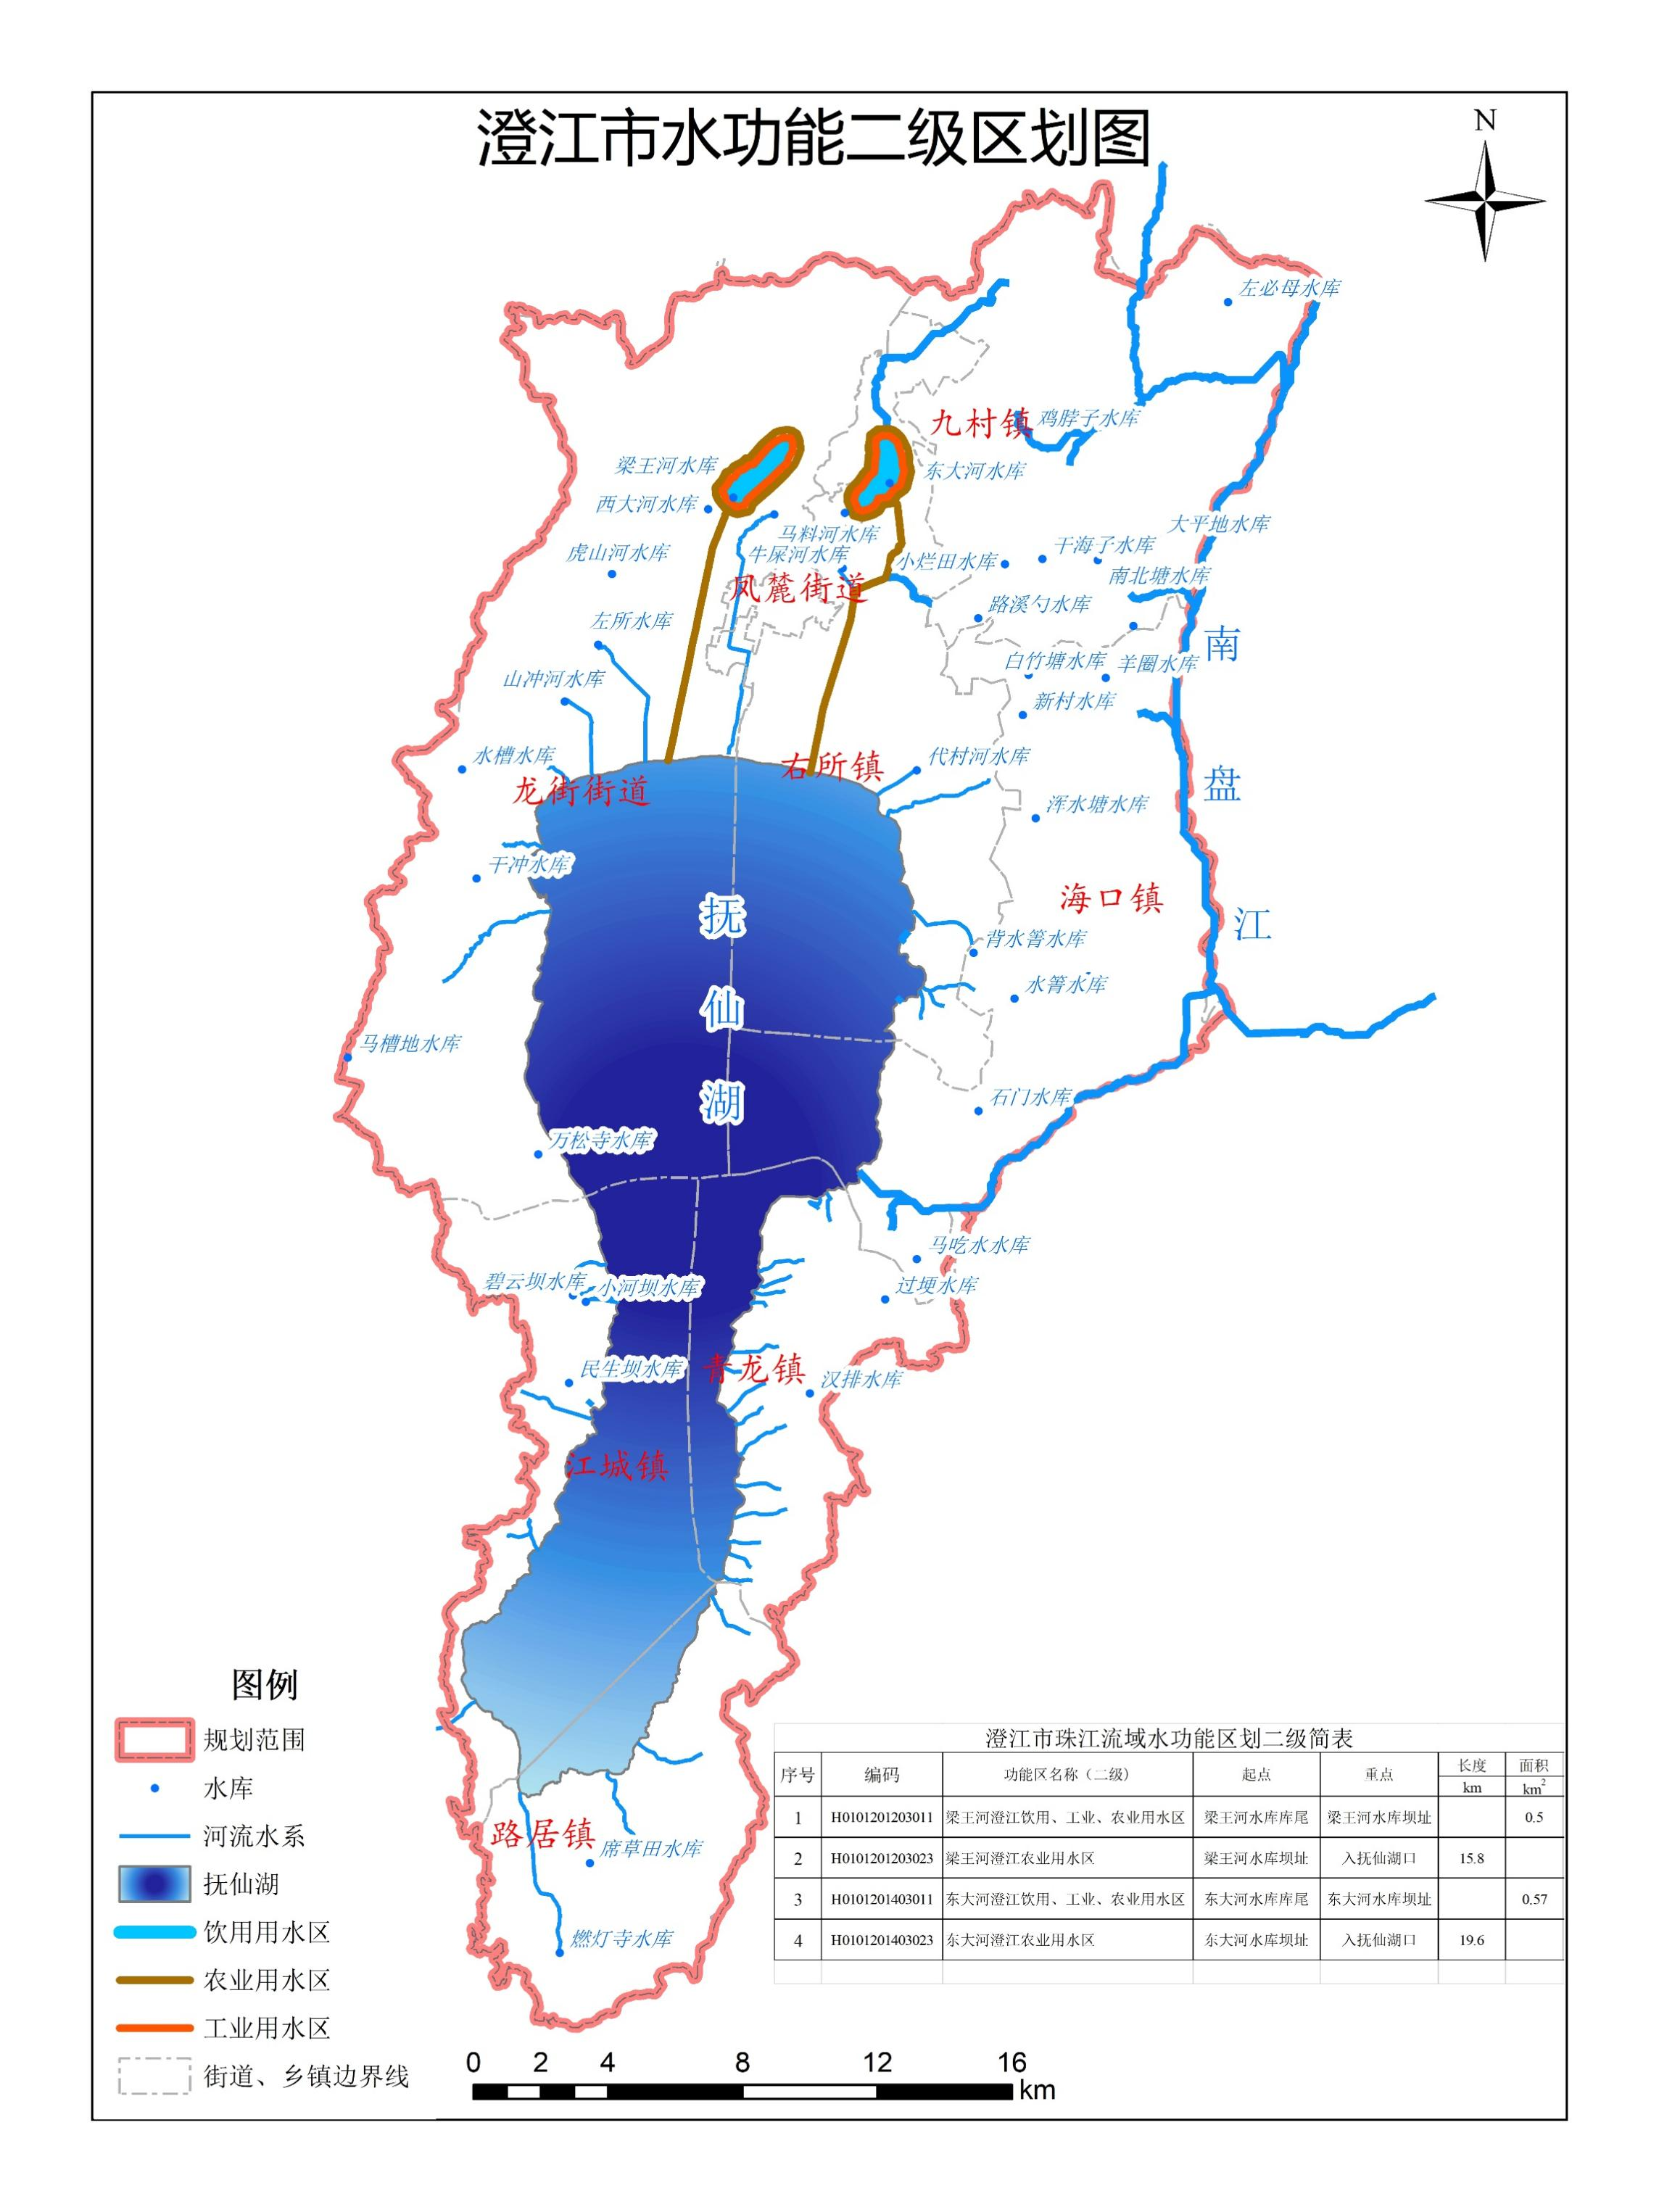 澄江市水功能二级区划图
N
左必母水库
九村镇
鸡脖子水库
梁王河水库
东大河水库
西大河水库
大平地水库
马料河水库
虎山河水库
牛屎河水库
小烂田水库
干海子水库
南北塘水库
凤麓街道
路溪勺水库
左所水库
南
白竹塘水库
羊圈水库
山冲河水库
新村水库
水槽水库
右所镇
代村河水库
盘
龙街街道
浑水塘水库
干冲水库
海口镇
抚
江
背水箐水库
水箐水库
仙
马槽地水库
湖
石门水库
万松寺水库
马吃水水库
碧云坝水库
小河坝水库
过埂水库
民生坝水库
青龙镇
汉排水库
江城镇
路居镇
席草田水库
燃灯寺水库
图例
规划范围
水库
河流水系
抚仙湖
饮用用水区
农业用水区
工业用水区
街道、乡镇边界线
澄江市珠江流域水功能区划二级简表
序号 编码 功能区名称（二级） 起点 重点 长度 面积
km km2
1 H0101201203011 梁王河澄江饮用、工业、农业用水区 梁王河水库库尾 梁王河水库坝址 0.5
2 H0101201203023 梁王河澄江农业用水区 梁王河水库坝址 入抚仙湖口 15.8
3 H0101201403011 东大河澄江饮用、工业、农业用水区 东大河水库库尾 东大河水库坝址 0.57
4 H0101201403023 东大河澄江农业用水区 东大河水库坝址 入抚仙湖口 19.6
0 2 4 8 12 16
km